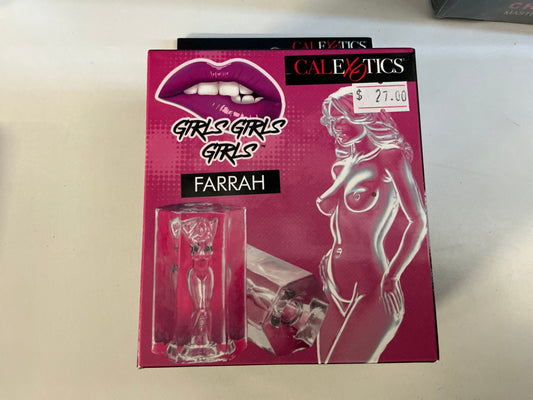 CALEXOTICS
CALEXOTICS®
$ 27.00
GIRLS GIRLS
GIRLS
FARRAH